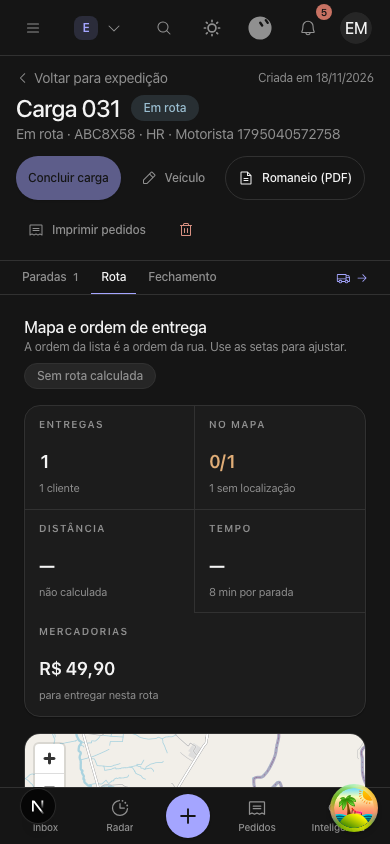 E
5
EM
Voltar para expedição
Criada em 18/11/2026
Carga 031
Em rota
Em rota · ABC8X58 · HR · Motorista 1795040572758
Concluir carga
Veículo
Romaneio (PDF)
Imprimir pedidos
Paradas 1
Rota
Fechamento
Mapa e ordem de entrega
A ordem da lista é a ordem da rua. Use as setas para ajustar.
Sem rota calculada
ENTREGAS
1
1 cliente
NO MAPA
0/1
1 sem localização
DISTÂNCIA
—
não calculada
TEMPO
—
8 min por parada
MERCADORIAS
R$ 49,90
para entregar nesta rota
+
N
Inbox
Radar
+
Pedidos